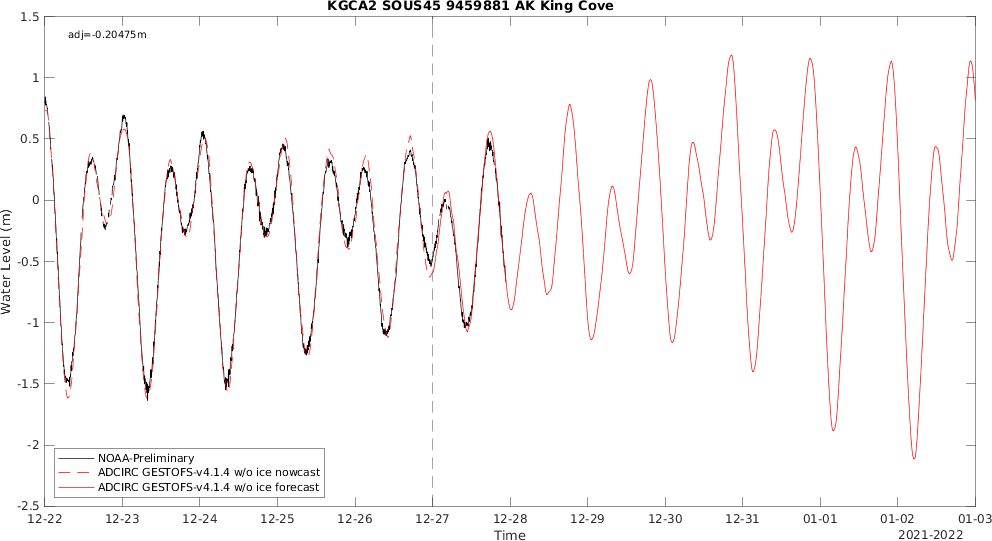 KGCA2 SOUS45 9459881 AK King Cove
adj=-0.20475m
1.5
1
0.5
0
-0.5
-1
-1.5
-2
-2.5
Water Level (m)
NOAA-Preliminary
ADCIRC GESTOFS-v4.1.4 w/o ice nowcast
ADCIRC GESTOFS-v4.1.4 w/o ice forecast
12-22 12-23 12-24 12-25 12-26 12-27 12-28 12-29 12-30 12-31 01-01 01-02 01-03
Time
2021-2022